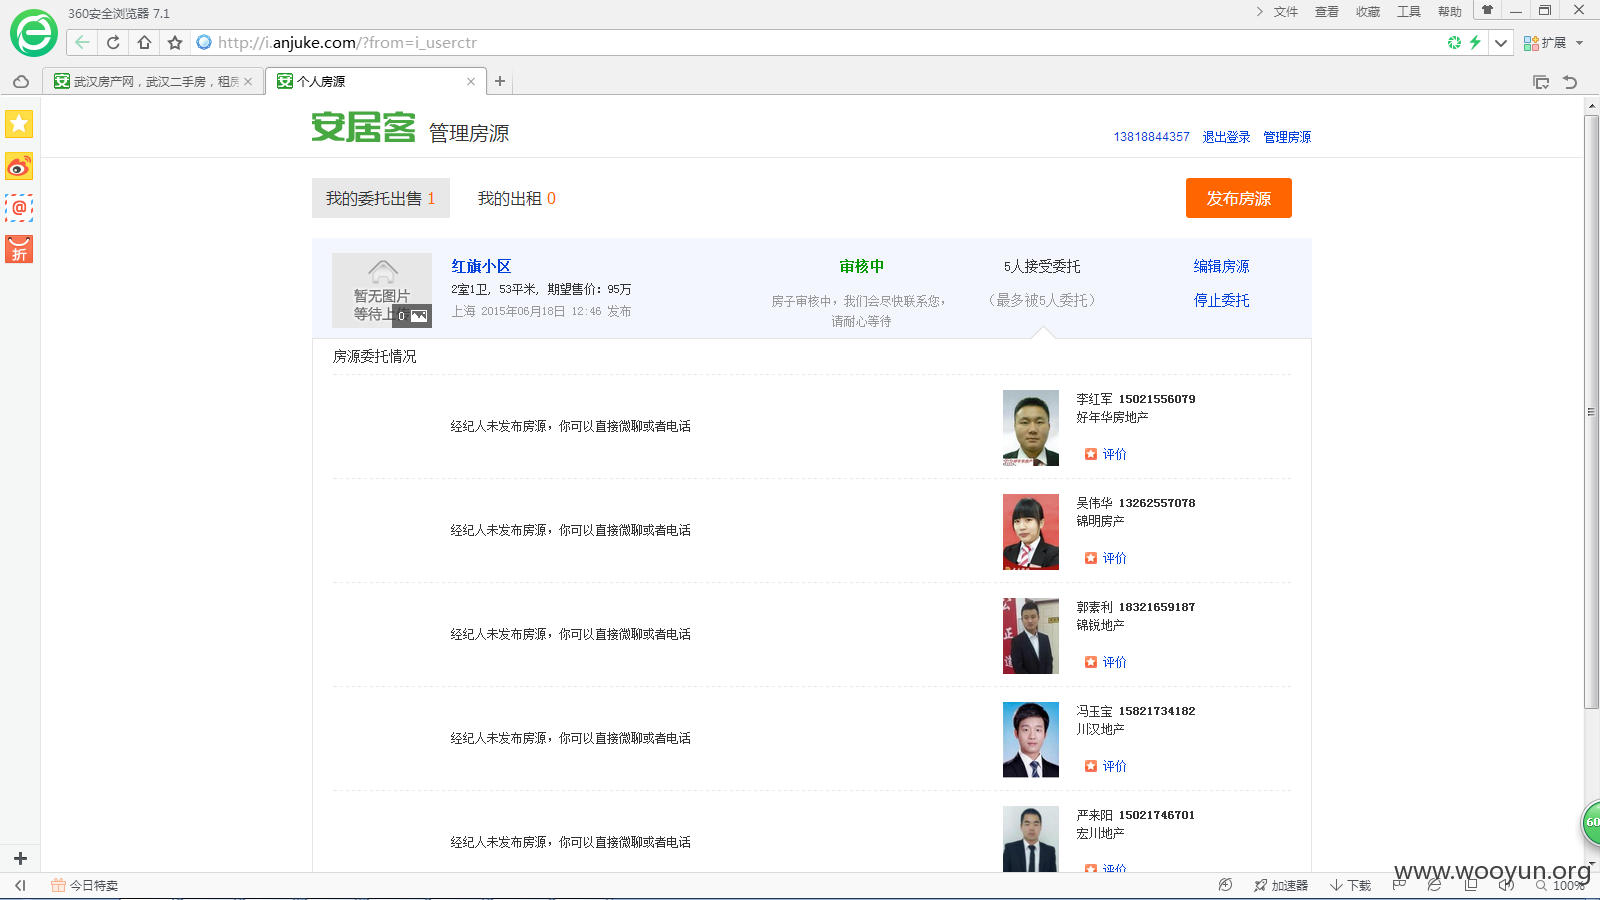 360安全浏览器 7.1
文件 查看 收藏 工具 帮助
http://i.anjuke.com/?from=i_userctr
扩展
武汉房产网，武汉二手房，租房
个人房源
安居客 管理房源
13818844357 退出登录 管理房源
我的委托出售 1 我的出租 0
发布房源
暂无图片
等待上传
0
红旗小区
2室1卫, 53平米, 期望售价: 95万
上海 2015年06月18日 12:46 发布
审核中
房子审核中，我们会尽快联系您，
请耐心等待
5人接受委托
（最多被5人委托）
编辑房源
停止委托
房源委托情况
经纪人未发布房源，你可以直接微聊或者电话
李红军 15021556079
好年华房地产
评价
经纪人未发布房源，你可以直接微聊或者电话
吴伟华 13262557078
锦明房产
评价
经纪人未发布房源，你可以直接微聊或者电话
郭素利 18321659187
锦锐地产
评价
经纪人未发布房源，你可以直接微聊或者电话
冯玉宝 15821734182
川汉地产
评价
经纪人未发布房源，你可以直接微聊或者电话
严来阳 15021746701
宏川地产
评价
折
60
www.wooyun.org
今日特卖
加速器 下载 100%